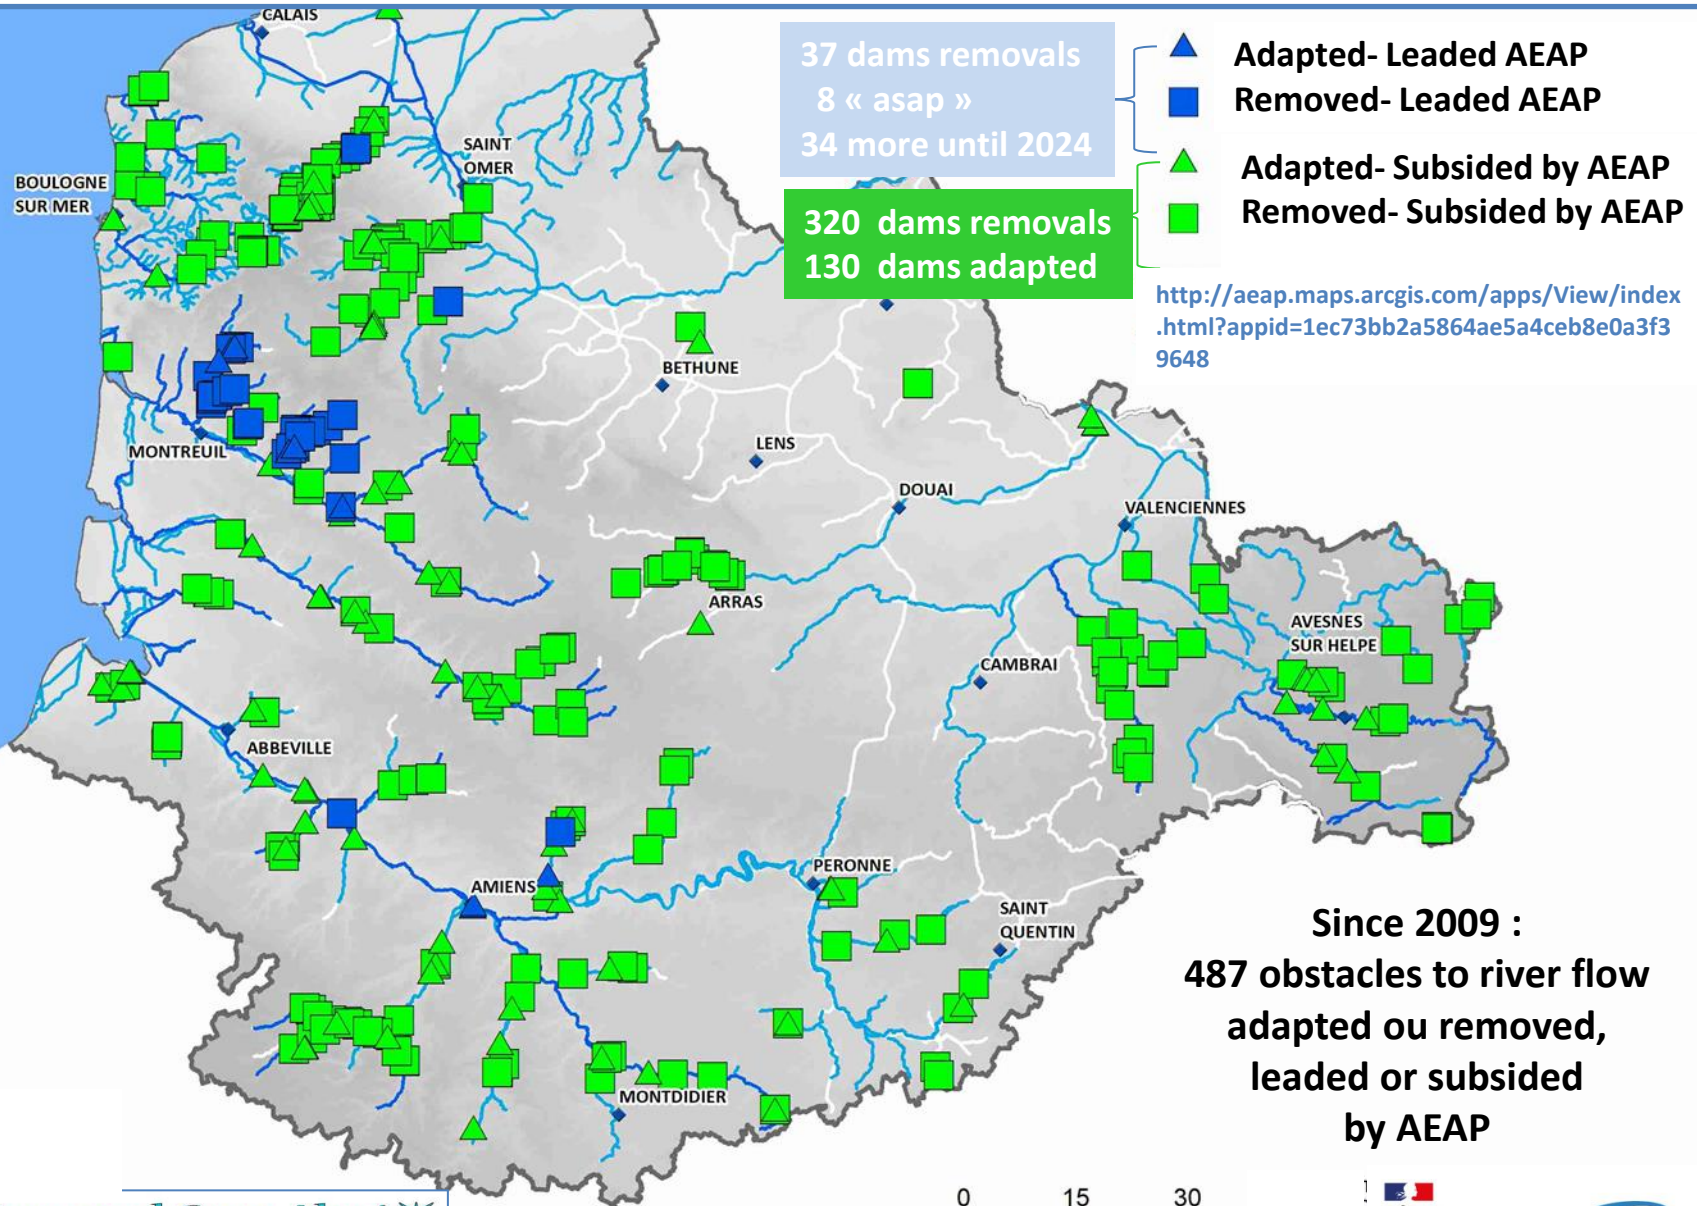 CALAIS
37 dams removals
8 « asap »
34 more until 2024
Adapted- Leaded AEAP
Removed- Leaded AEAP
SAINT
OMER
Adapted- Subsided by AEAP
Removed- Subsided by AEAP
BOULOGNE
SUR MER
320 dams removals
130 dams adapted
http://aeap.maps.arcgis.com/apps/View/index
.html?appid=1ec73bb2a5864ae5a4ceb8e0a3f3
9648
BETHUNE
MONTREUIL
LENS
DOUAI
VALENCIENNES
ARRAS
AVESNES
SUR HELPE
CAMBRAI
ABBEVILLE
PERONNE
AMIENS
SAINT
QUENTIN
Since 2009 :
487 obstacles to river flow
adapted ou removed,
leaded or subsided
by AEAP
MONTDIDIER
0 15 30